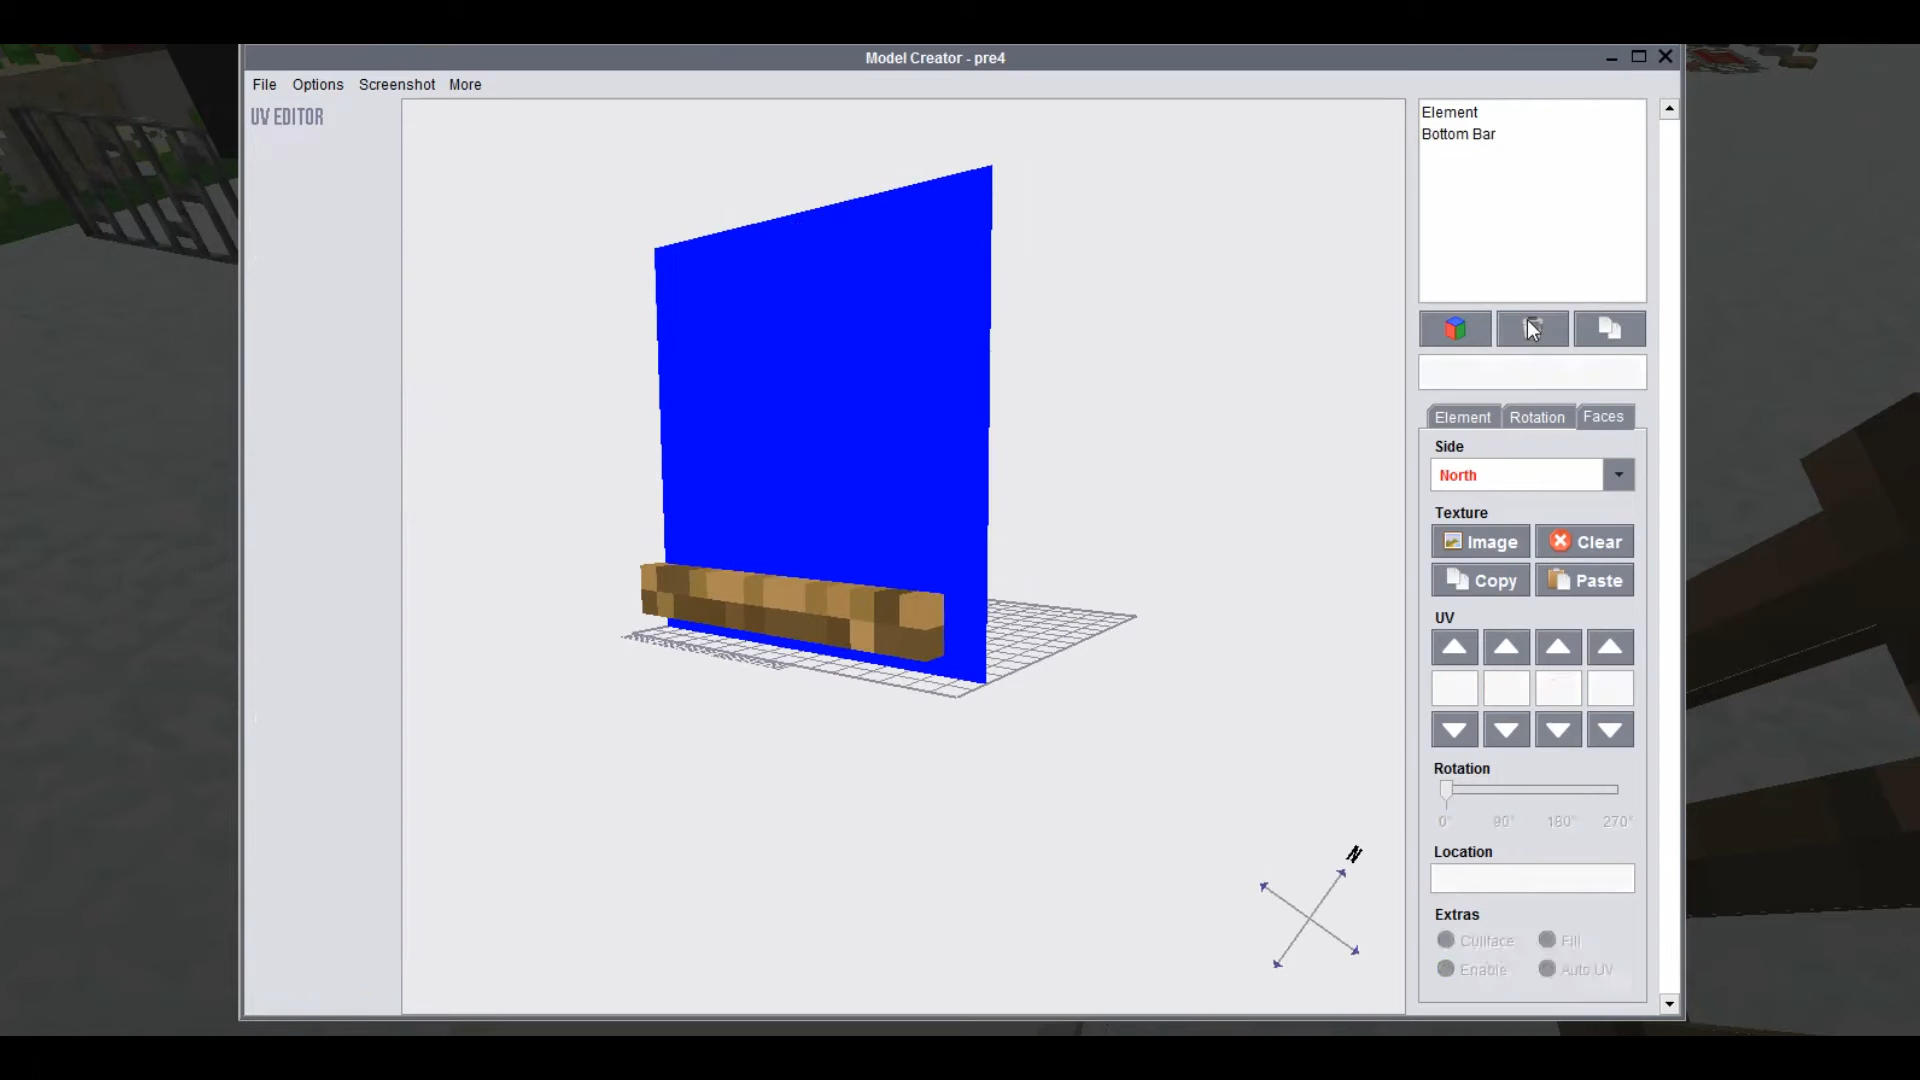 Model Creator - pre4
File Options Screenshot More
UV EDITOR
Element
Bottom Bar
Element Rotation Faces
Side
North
Texture
Image Clear
Copy Paste
UV
Rotation
0° 90° 180° 270°
Location
Extras
Cullface Fill
Enable Auto UV
N